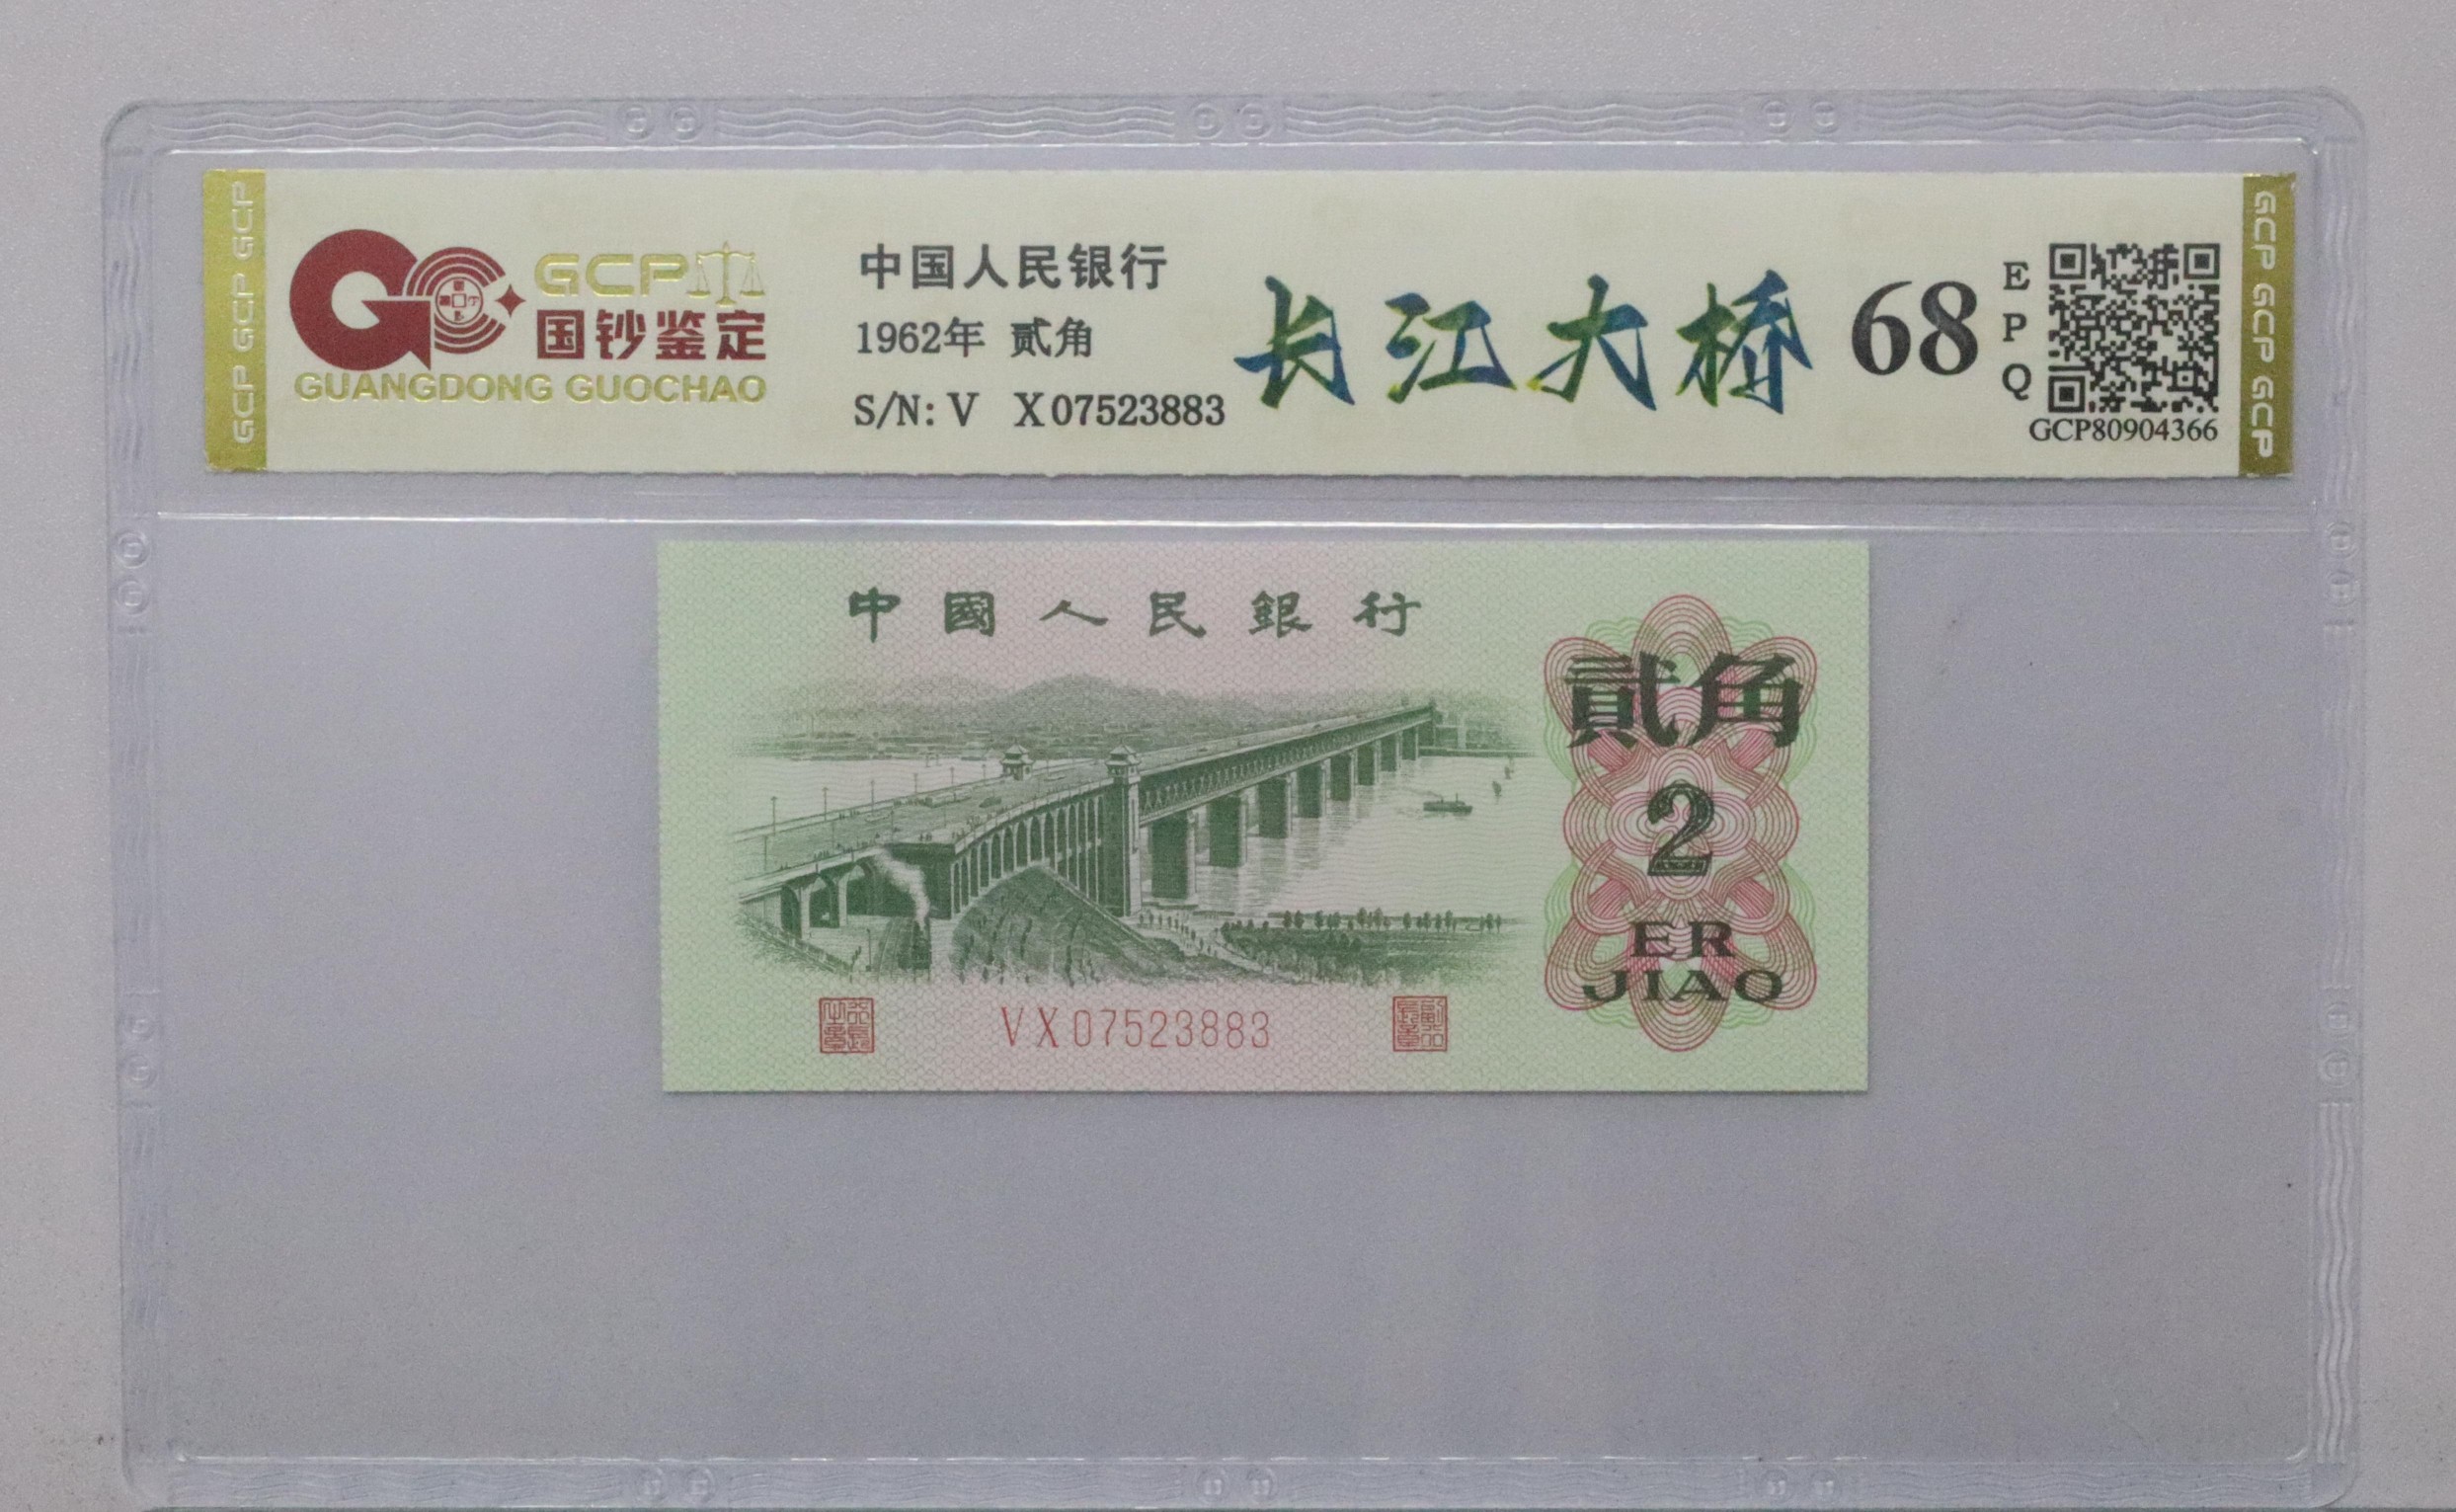 GCP GCP GCP
GCP
国钞鉴定
GUANGDONG GUOCHAO
中国人民银行
1962年 贰角
S/N: V X07523883
长江大桥
68
E
P
Q
GCP80904366
GCP GCP GCP
中國人民銀行
貳角
2
ER
JIAO
VX07523883